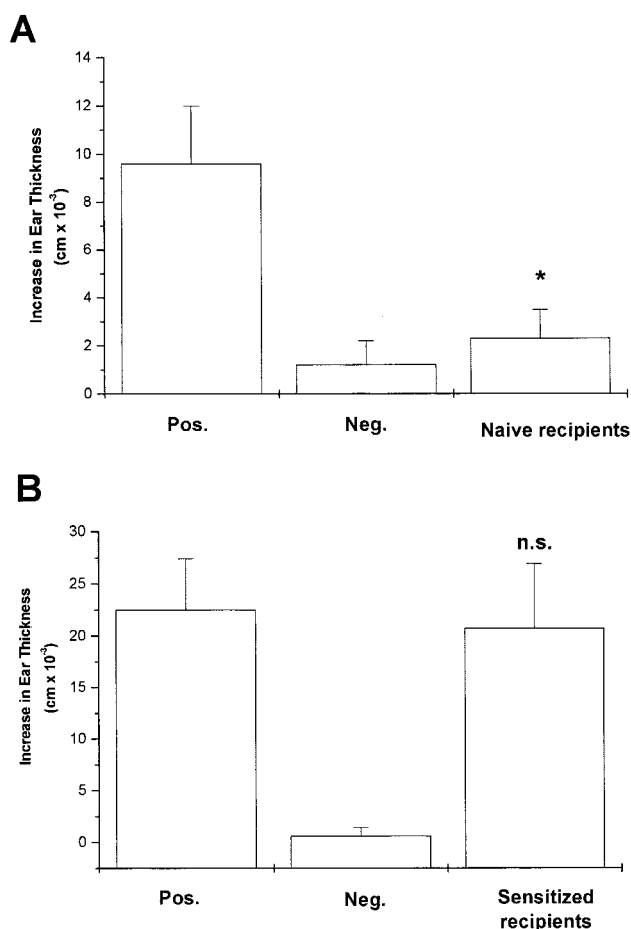 A
Increase in Ear Thickness
(cm x 10-3)
14
12
10
8
6
4
2
0
*
Pos.
Neg.
Naive recipients
B
Increase in Ear Thickness
(cm x 10-3)
30
25
20
15
10
5
0
n.s.
Pos.
Neg.
Sensitized
recipients